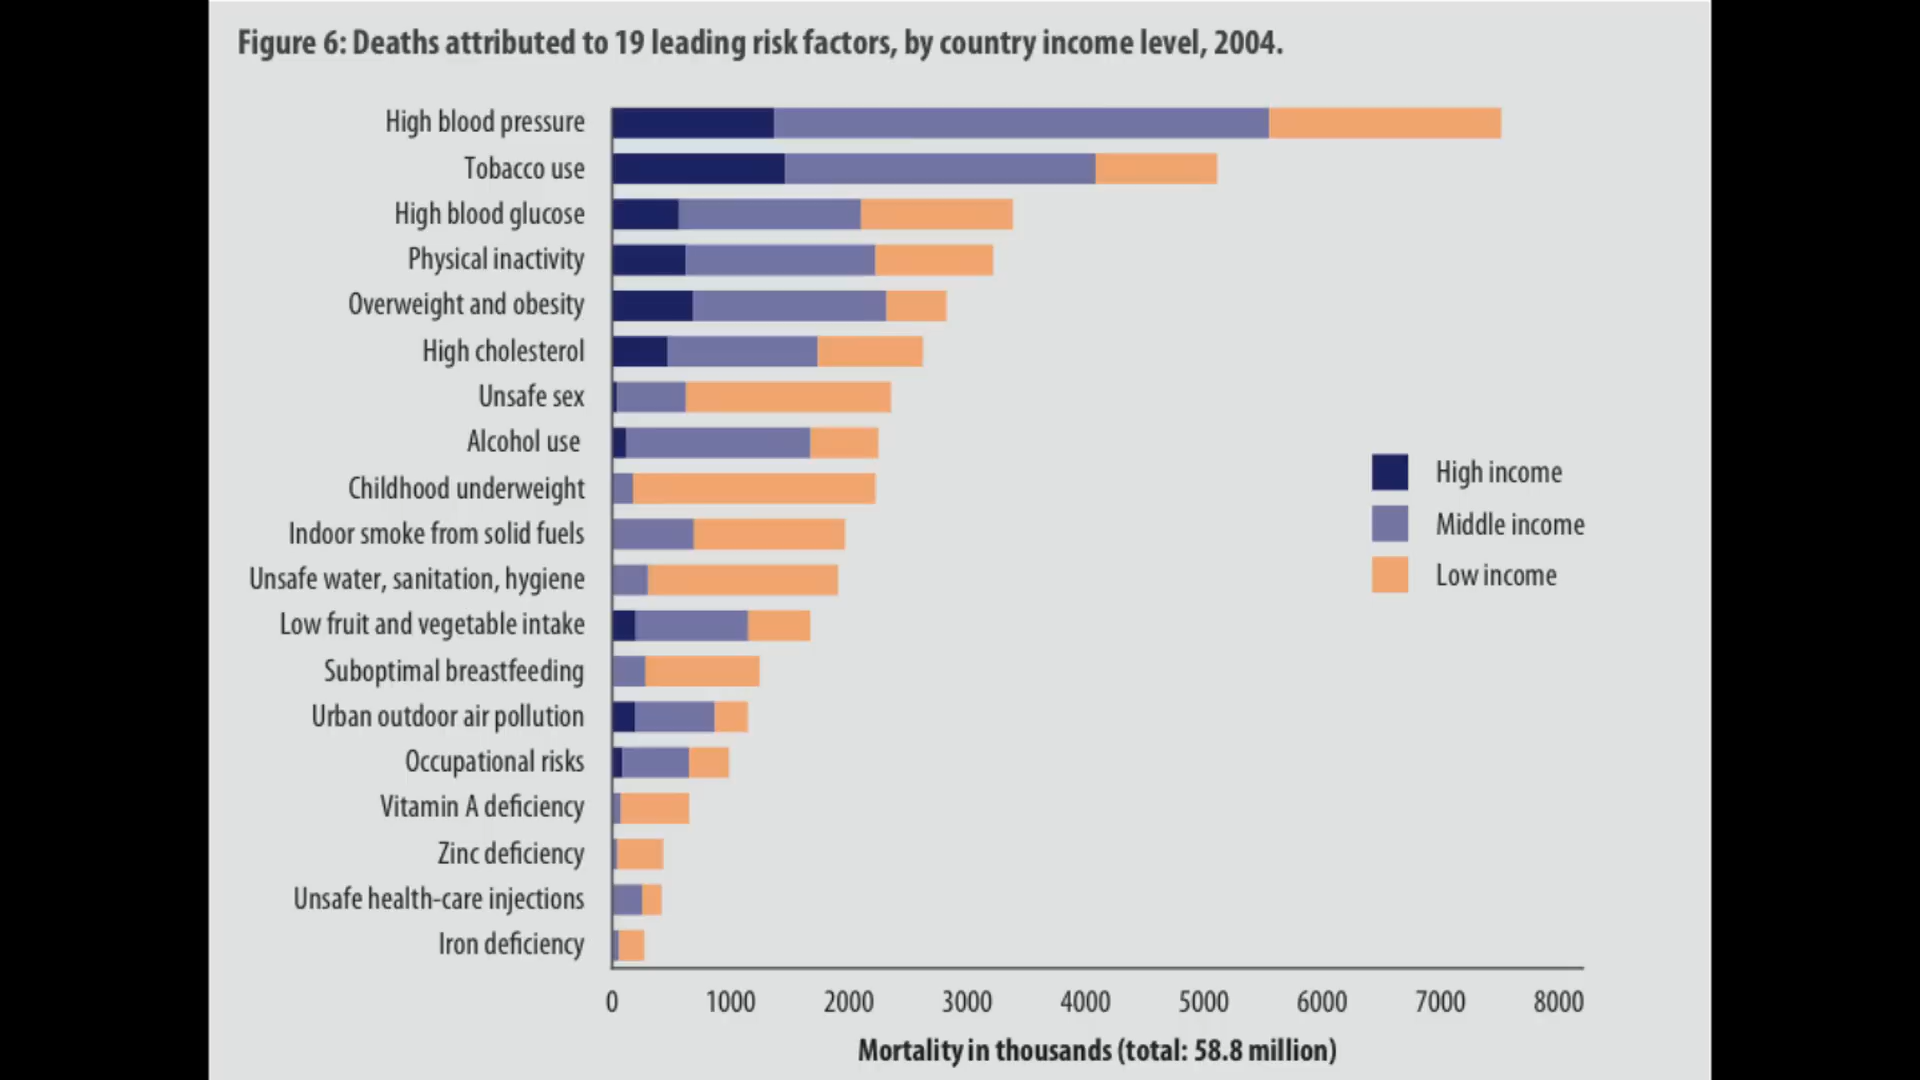 Figure 6: Deaths attributed to 19 leading risk factors, by country income level, 2004.
High blood pressure
Tobacco use
High blood glucose
Physical inactivity
Overweight and obesity
High cholesterol
Unsafe sex
Alcohol use
Childhood underweight
Indoor smoke from solid fuels
Unsafe water, sanitation, hygiene
Low fruit and vegetable intake
Suboptimal breastfeeding
Urban outdoor air pollution
Occupational risks
Vitamin A deficiency
Zinc deficiency
Unsafe health-care injections
Iron deficiency
High income
Middle income
Low income
0 1000 2000 3000 4000 5000 6000 7000 8000
Mortality in thousands (total: 58.8 million)